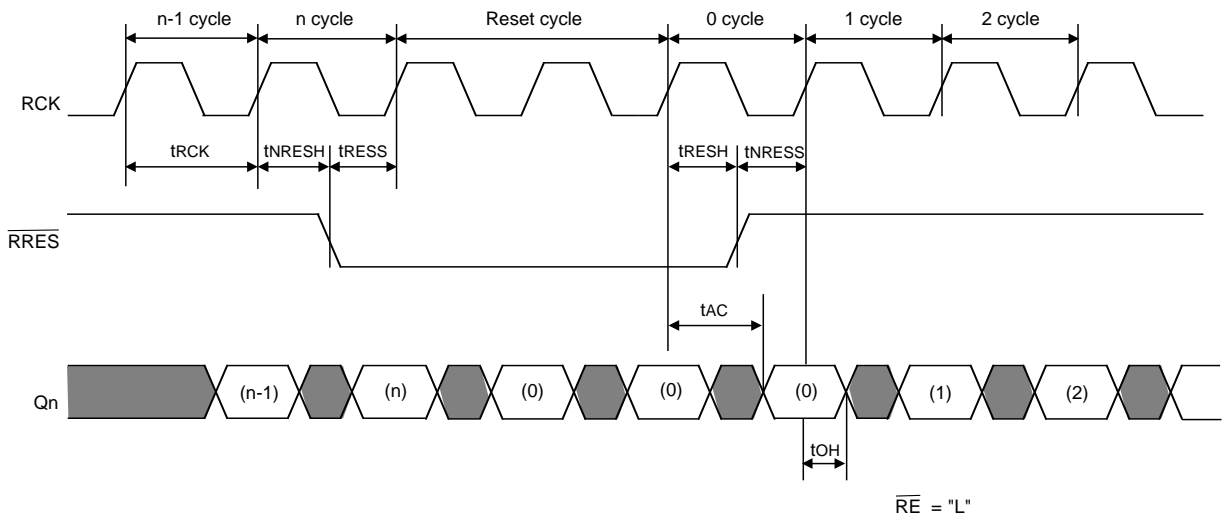 n-1 cycle n cycle Reset cycle 0 cycle 1 cycle 2 cycle
RCK
tRCK tNRESH tRESS tRESH tNRESS
RRES
tAC
Qn (n-1) (n) (0) (0) (0) (1) (2)
tOH
RE = "L"